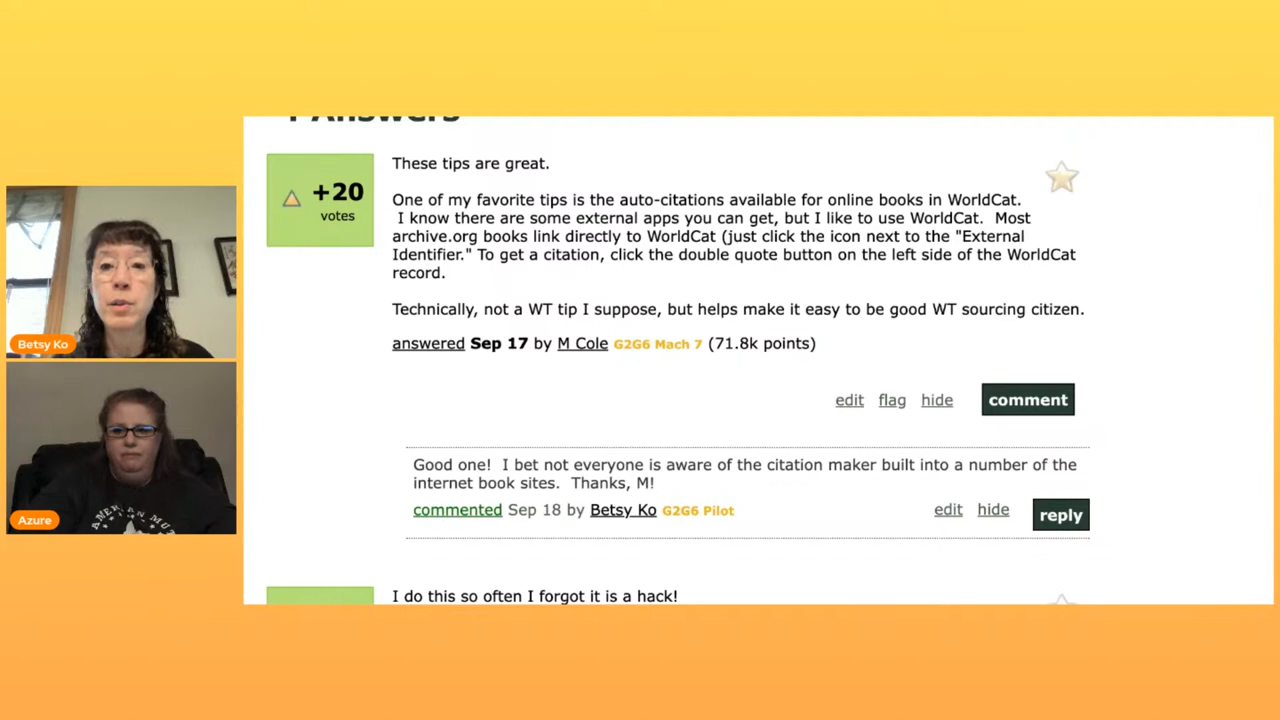 Answers
+20
votes
These tips are great.
One of my favorite tips is the auto-citations available for online books in WorldCat.
I know there are some external apps you can get, but I like to use WorldCat.  Most
archive.org books link directly to WorldCat (just click the icon next to the "External
Identifier." To get a citation, click the double quote button on the left side of the WorldCat
record.
Technically, not a WT tip I suppose, but helps make it easy to be good WT sourcing citizen.
answered Sep 17 by M Cole G2G6 Mach 7 (71.8k points)
edit flag hide comment
Good one!  I bet not everyone is aware of the citation maker built into a number of the
internet book sites.  Thanks, M!
commented Sep 18 by Betsy Ko G2G6 Pilot
edit hide reply
I do this so often I forgot it is a hack!
Betsy Ko
AMERICAN MUT
Azure